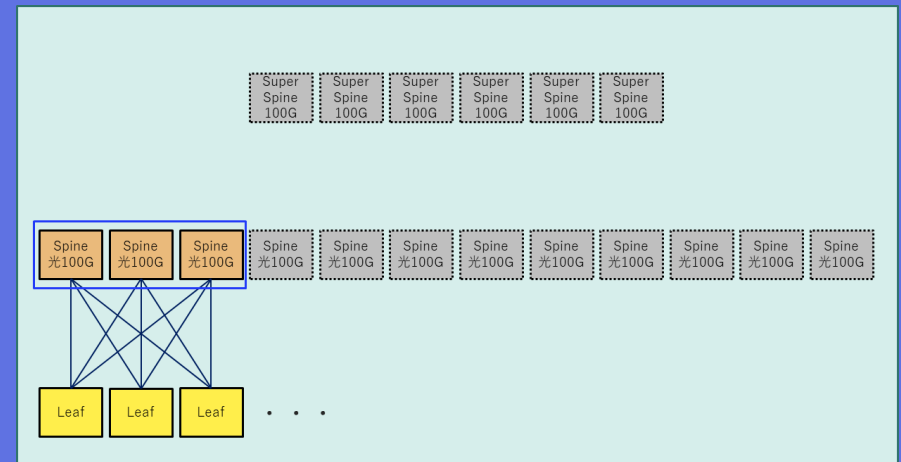 Super
Spine
100G
Super
Spine
100G
Super
Spine
100G
Super
Spine
100G
Super
Spine
100G
Super
Spine
100G
Spine
光100G
Spine
光100G
Spine
光100G
Spine
光100G
Spine
光100G
Spine
光100G
Spine
光100G
Spine
光100G
Spine
光100G
Spine
光100G
Spine
光100G
Spine
光100G
Leaf
Leaf
Leaf
・・・